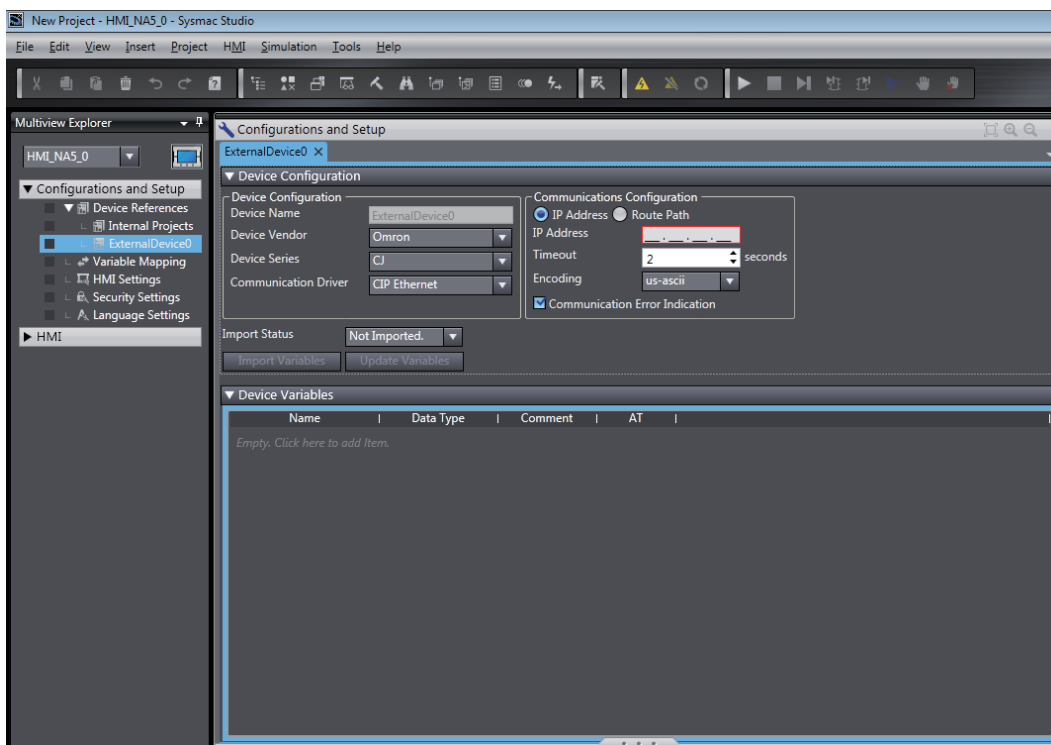 New Project - HMI_NA5_0 - Sysmac Studio
File Edit View Insert Project HMI Simulation Tools Help
Multiview Explorer
HMI_NA5_0
Configurations and Setup
Device References
Internal Projects
ExternalDevice0
Variable Mapping
HMI Settings
Security Settings
Language Settings
HMI
Configurations and Setup
ExternalDevice0
Device Configuration
Device Configuration
Device Name ExternalDevice0
Device Vendor Omron
Device Series CJ
Communication Driver CIP Ethernet
Communications Configuration
IP Address Route Path
IP Address __.__.__.__
Timeout 2 seconds
Encoding us-ascii
Communication Error Indication
Import Status Not Imported.
Import Variables Update Variables
Device Variables
Name | Data Type | Comment | AT |
Empty. Click here to add Item.